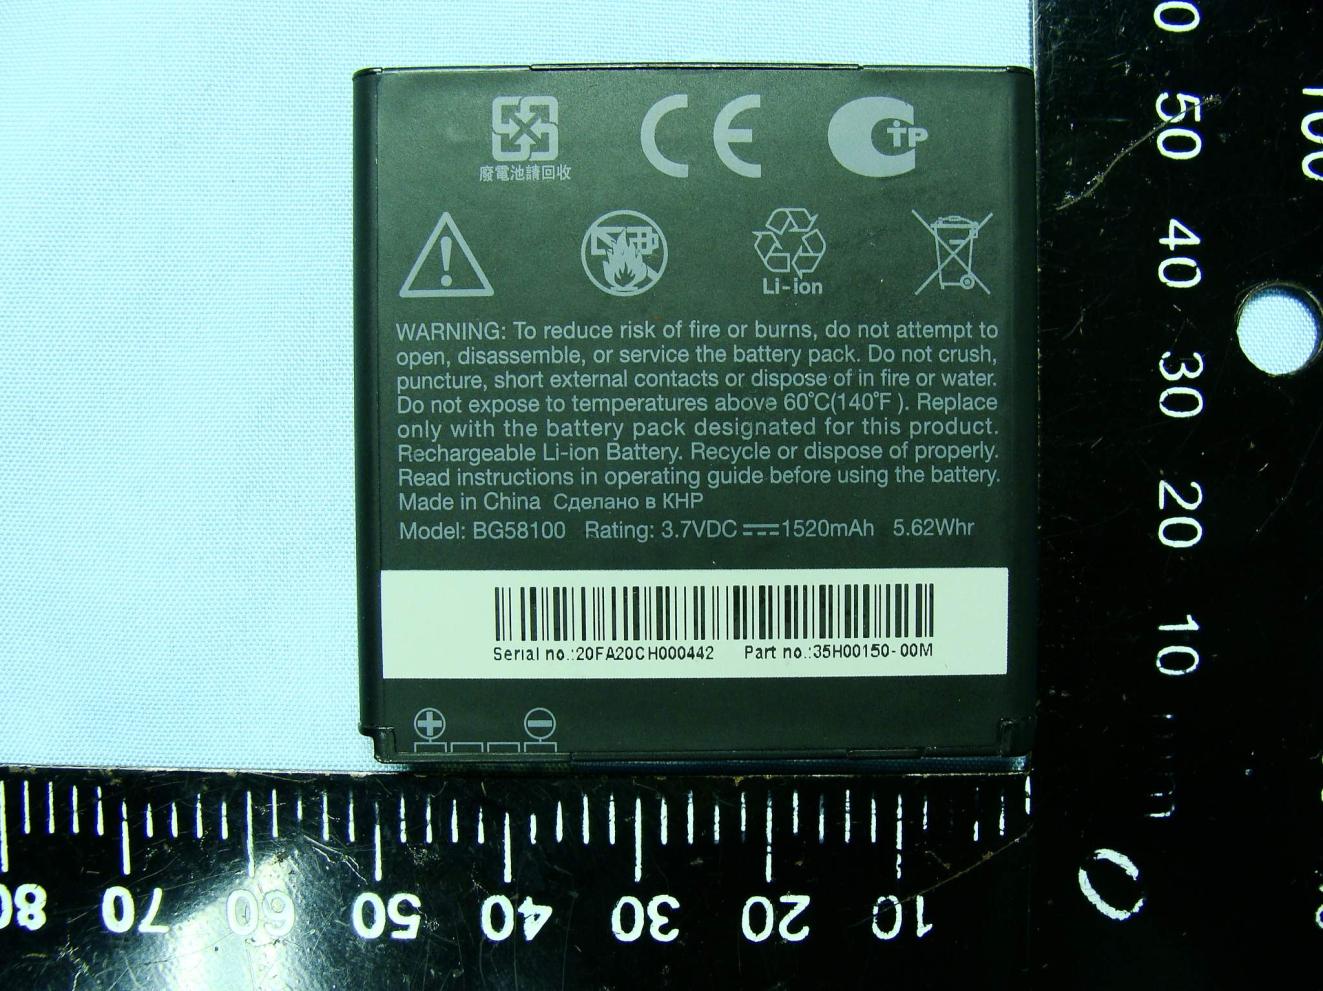 廢電池請回收
CE
C TP
Li-ion
WARNING: To reduce risk of fire or burns, do not attempt to
open, disassemble, or service the battery pack. Do not crush,
puncture, short external contacts or dispose of in fire or water.
Do not expose to temperatures above 60°C(140°F ). Replace
only with the battery pack designated for this product.
Rechargeable Li-ion Battery. Recycle or dispose of properly.
Read instructions in operating guide before using the battery.
Made in China Сделано в КНР
Model: BG58100 Rating: 3.7VDC 1520mAh 5.62Whr
Serial no.:20FA20CH000442 Part no.:35H00150-00M
+ −
80 70 60 50 40 30 20 10
50
40
30
20
10
mm
0
100